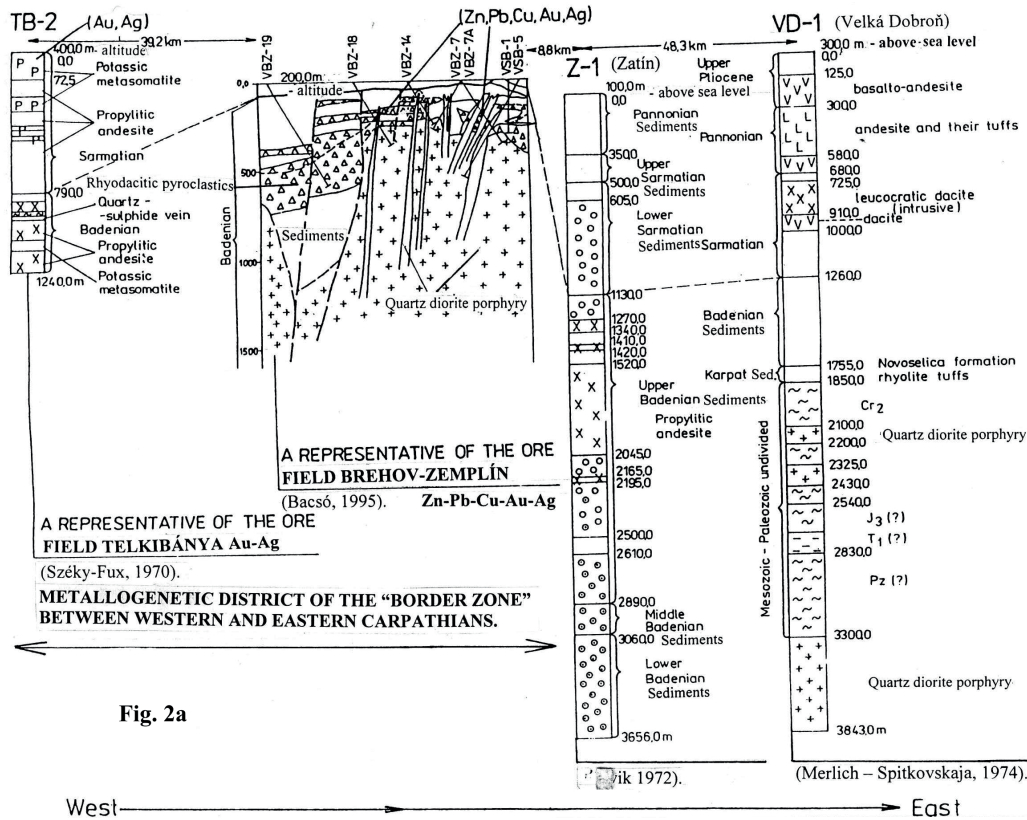 TB-2
(Au, Ag)
400,0 m- altitude
0,0
72,5
Potassic
metasomatite
Propylitic
andesite
Sarmatian
790,0
Rhyodacitic pyroclastics
Quartz -
-sulphide vein
Badenian
Propylitic
andesite
Potassic
metasomatite
1240,0 m
39,2 km
(Zn,Pb,Cu,Au,Ag)
VBZ-19
VBZ-18
VBZ-14
VBZ-7
VBZ-7A
VSB-1
VSB-5
200,0 m
- altitude
0,0
500
1000
1500
Badenian
Sediments
Quartz diorite porphyry
8,8 km
48,3 km
Z-1 (Zatín)
100,0 m - above sea level
0,0
Pannonian
Sediments
350,0
Upper
Sarmatian
Sediments
500,0
605,0
Lower
Sarmatian
Sediments
1130,0
1270,0
1340,0
1410,0
1420,0
1520,0
Badenian
Sediments
Upper
Badenian Sediments
Propylitic
andesite
2045,0
2165,0
2195,0
2500,0
2610,0
2890,0
Middle
Badenian
Sediments
3060,0
Lower
Badenian
Sediments
3656,0 m
VD-1 (Velká Dobroň)
300,0 m - above-sea level
0,0
Upper
Pliocene
125,0
basalto-andesite
300,0
Pannonian
andesite and their tuffs
580,0
680,0
725,0
leucocratic dacite
(intrusive)
910,0
dacite
1000,0
Sarmatian
1260,0
Karpat Sed.
1755,0
Novoselica formation
1850,0
rhyolite tuffs
Cr2
2100,0
Quartz diorite porphyry
2200,0
2325,0
2430,0
2540,0
J3 (?)
T1 (?)
2830,0
Pz (?)
Mesozoic - Paleozoic undivided
3300,0
Quartz diorite porphyry
3843,0 m
A REPRESENTATIVE OF THE ORE
FIELD BREHOV-ZEMPLÍN
(Bacsó, 1995). Zn-Pb-Cu-Au-Ag
A REPRESENTATIVE OF THE ORE
FIELD TELKIBÁNYA Au-Ag
(Széky-Fux, 1970).
METALLOGENETIC DISTRICT OF THE “BORDER ZONE”
BETWEEN WESTERN AND EASTERN CARPATHIANS.
Fig. 2a
1972).
(Merlich – Spitkovskaja, 1974).
West
East